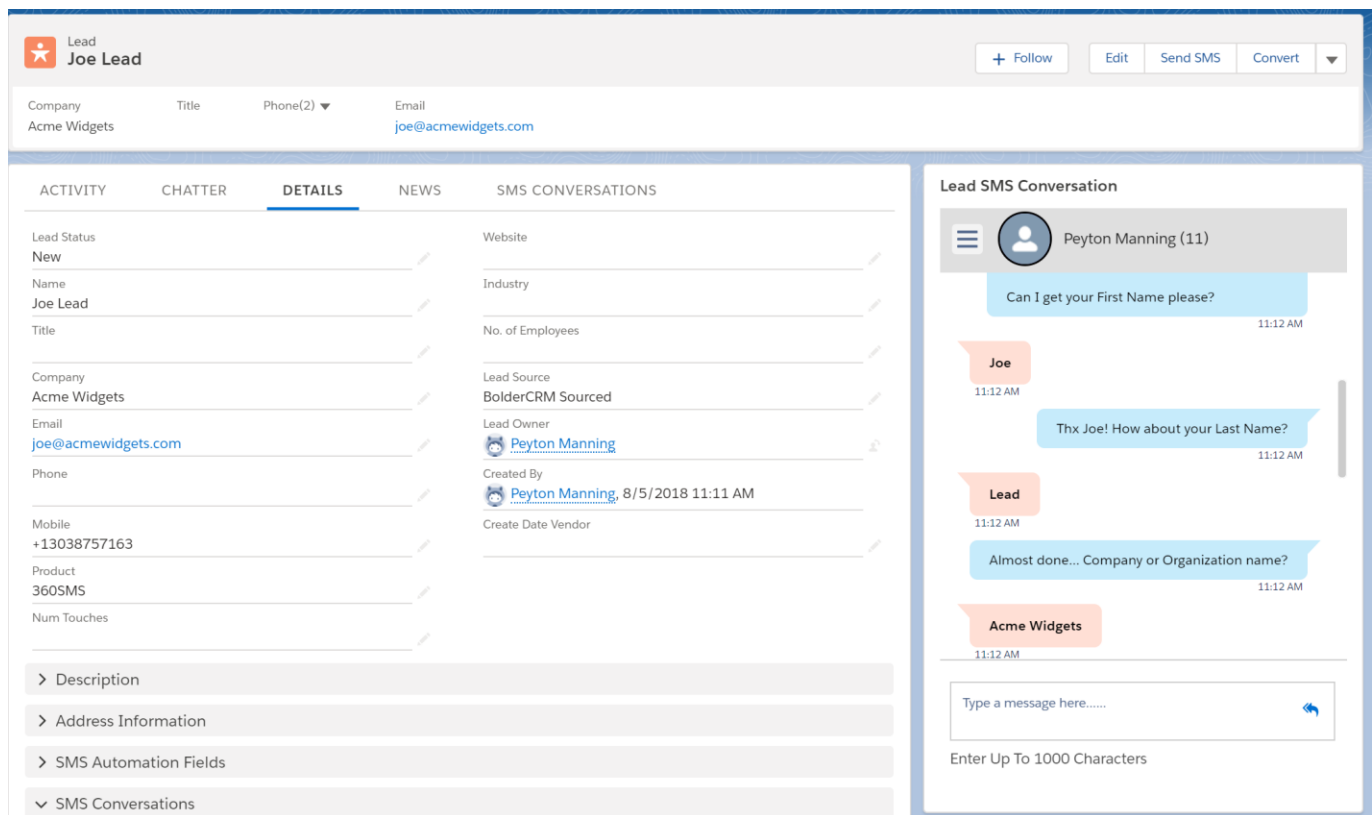 Lead
Joe Lead
+ Follow
Edit
Send SMS
Convert
Company
Title
Phone(2)
Email
Acme Widgets
joe@acmewidgets.com
ACTIVITY
CHATTER
DETAILS
NEWS
SMS CONVERSATIONS
Lead Status
New
Name
Joe Lead
Title
Company
Acme Widgets
Email
joe@acmewidgets.com
Phone
Mobile
+13038757163
Product
360SMS
Num Touches
Website
Industry
No. of Employees
Lead Source
BolderCRM Sourced
Lead Owner
Peyton Manning
Created By
Peyton Manning, 8/5/2018 11:11 AM
Create Date Vendor
Description
Address Information
SMS Automation Fields
SMS Conversations
Lead SMS Conversation
Peyton Manning (11)
Can I get your First Name please?
11:12 AM
Joe
11:12 AM
Thx Joe! How about your Last Name?
11:12 AM
Lead
11:12 AM
Almost done... Company or Organization name?
11:12 AM
Acme Widgets
11:12 AM
Type a message here......
Enter Up To 1000 Characters